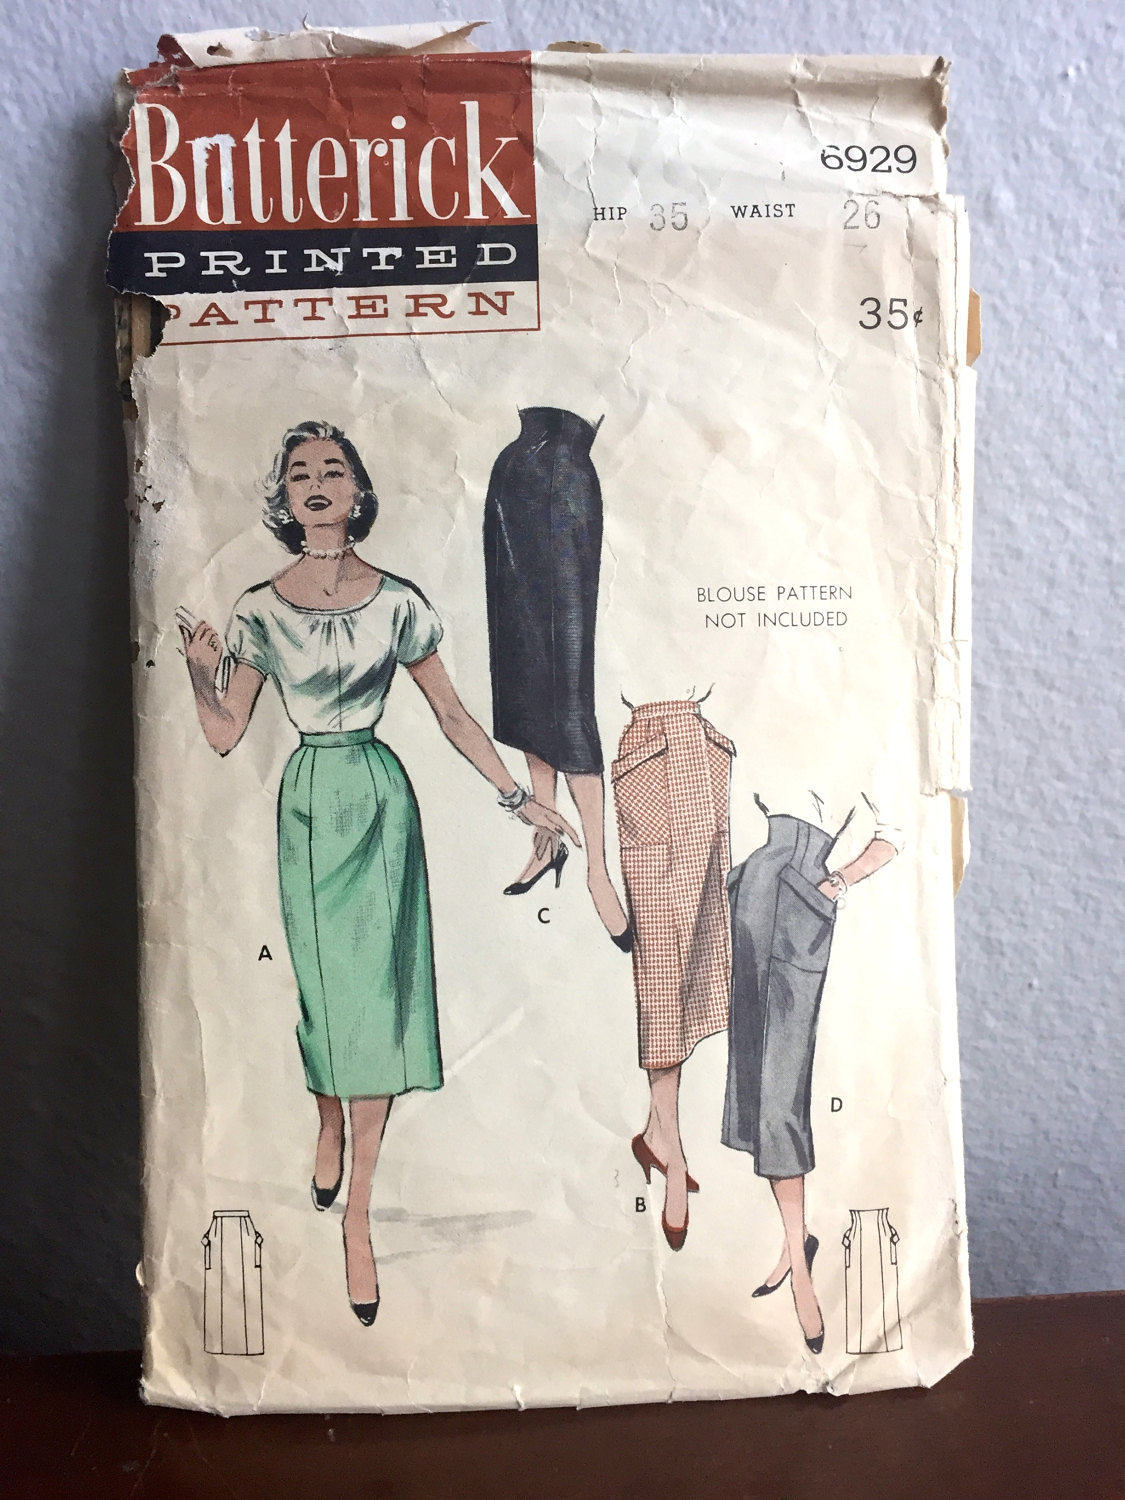 Butterick
PRINTED
PATTERN
6929
HIP 35 WAIST 26
35¢
BLOUSE PATTERN
NOT INCLUDED
A
C
B
D